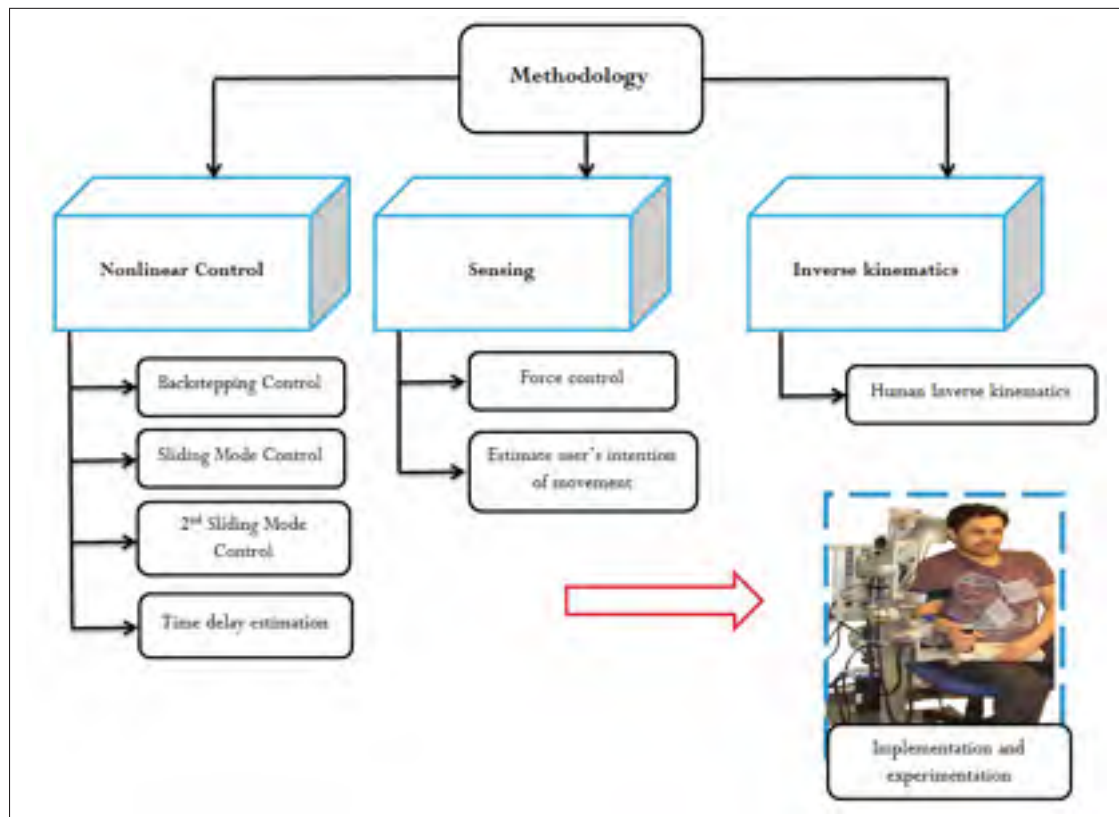 Methodology
Nonlinear Control
Sensing
Inverse kinematics
Backstepping Control
Sliding Mode Control
2nd Sliding Mode
Control
Time delay estimation
Force control
Estimate user's intention
of movement
Human Inverse kinematics
Implementation and
experimentation